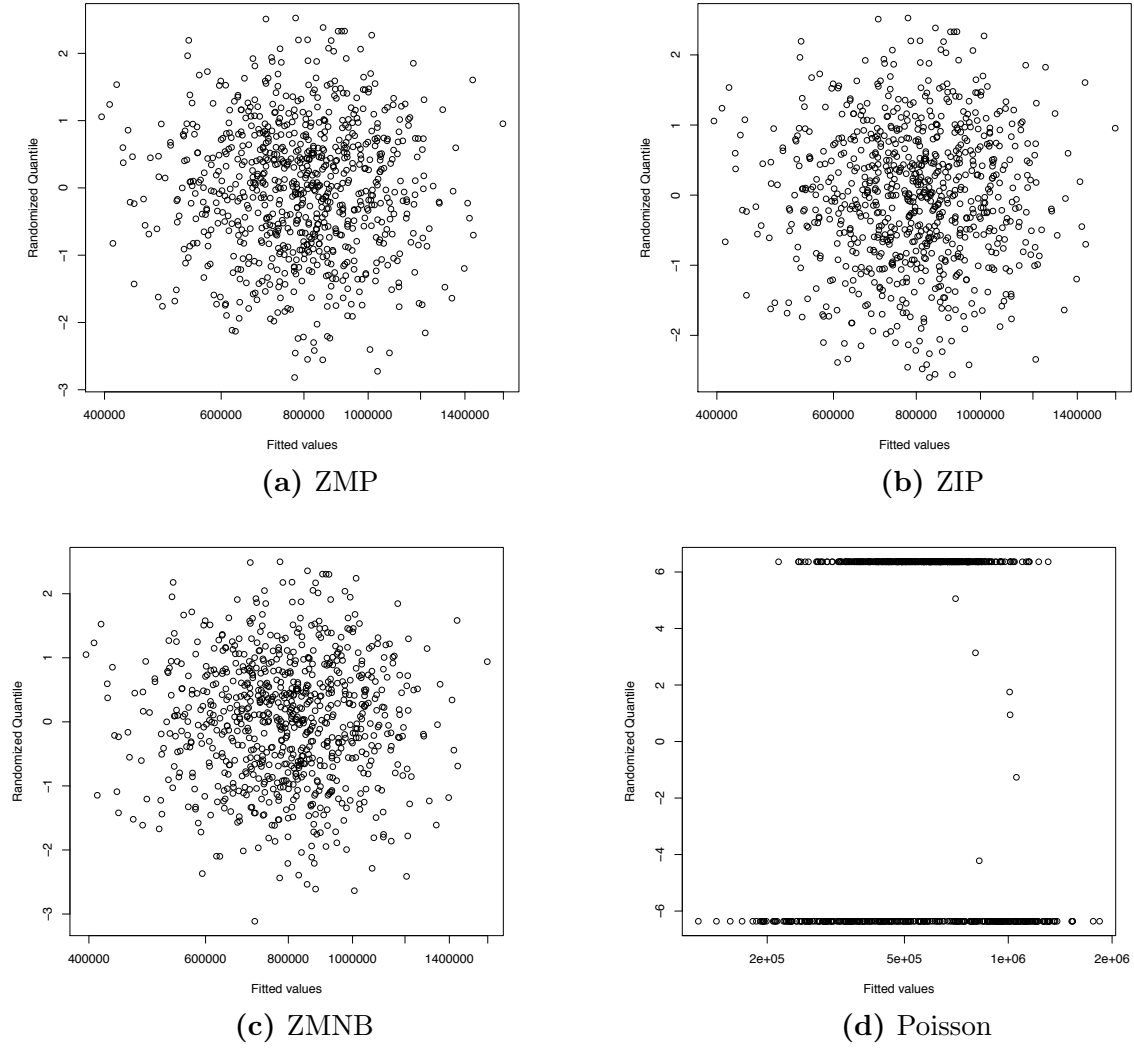 2
1
0
-1
-2
-3
Randomized Quantile
400000 600000 800000 1000000 1400000
Fitted values
(a) ZMP
2
1
0
-1
-2
Randomized Quantile
400000 600000 800000 1000000 1400000
Fitted values
(b) ZIP
2
1
0
-1
-2
-3
Randomized Quantile
400000 600000 800000 1000000 1400000
Fitted values
(c) ZMNB
6
4
2
0
-2
-4
-6
Randomized Quantile
2e+05 5e+05 1e+06 2e+06
Fitted values
(d) Poisson